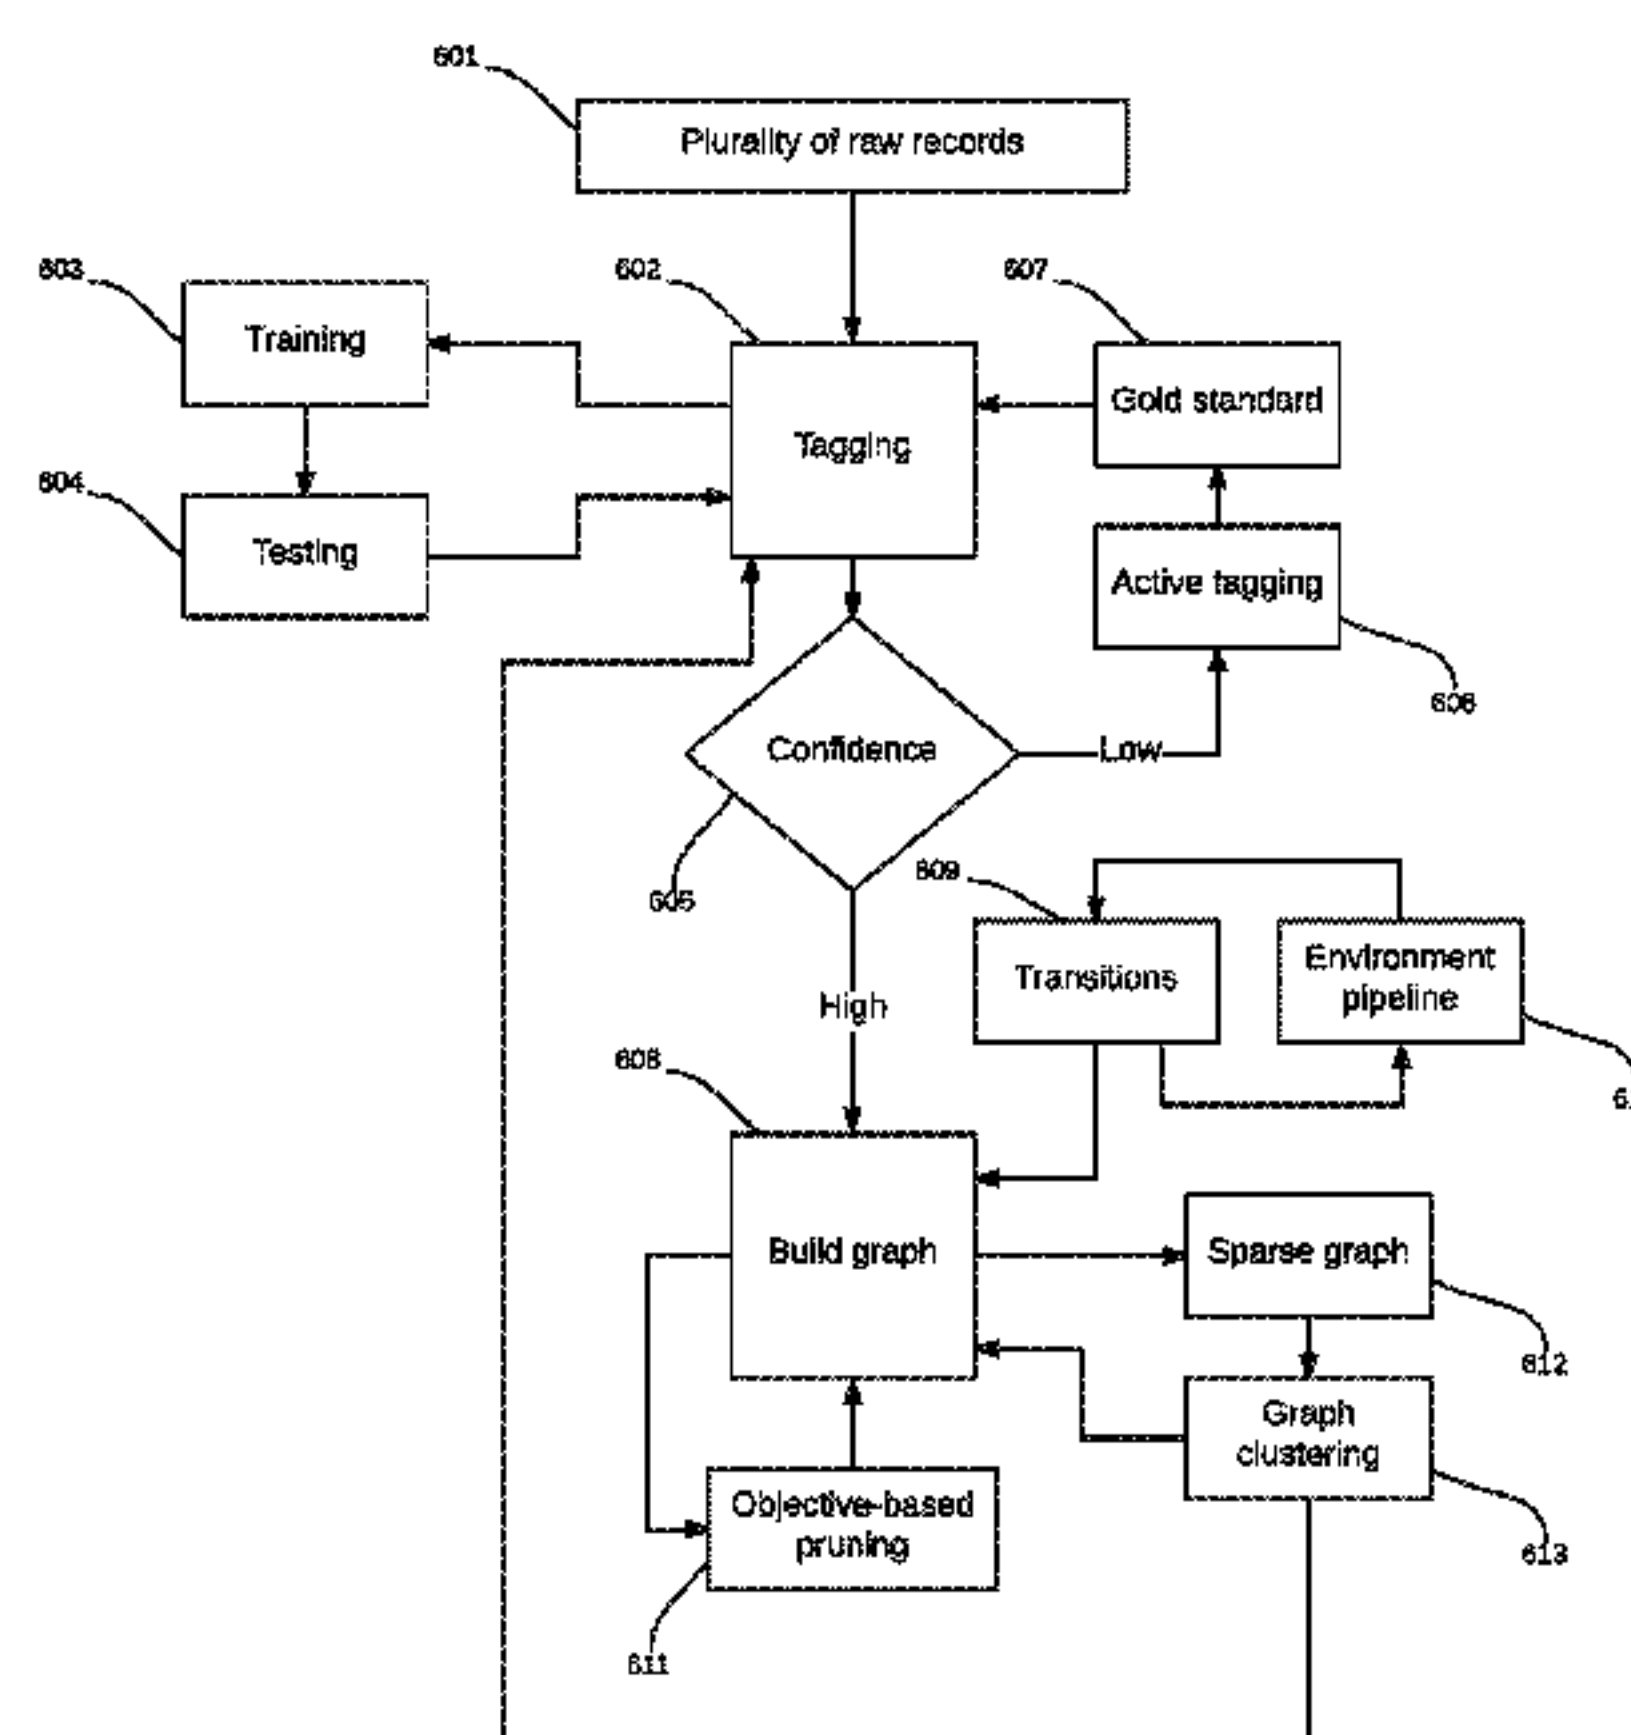 601
Plurality of raw records
603
602
607
Training
Gold standard
Tagging
604
Testing
Active tagging
606
Confidence
Low
605
609
Transitions
Environment
pipeline
High
608
Build graph
Sparse graph
612
Graph
clustering
Objective-based
pruning
613
611